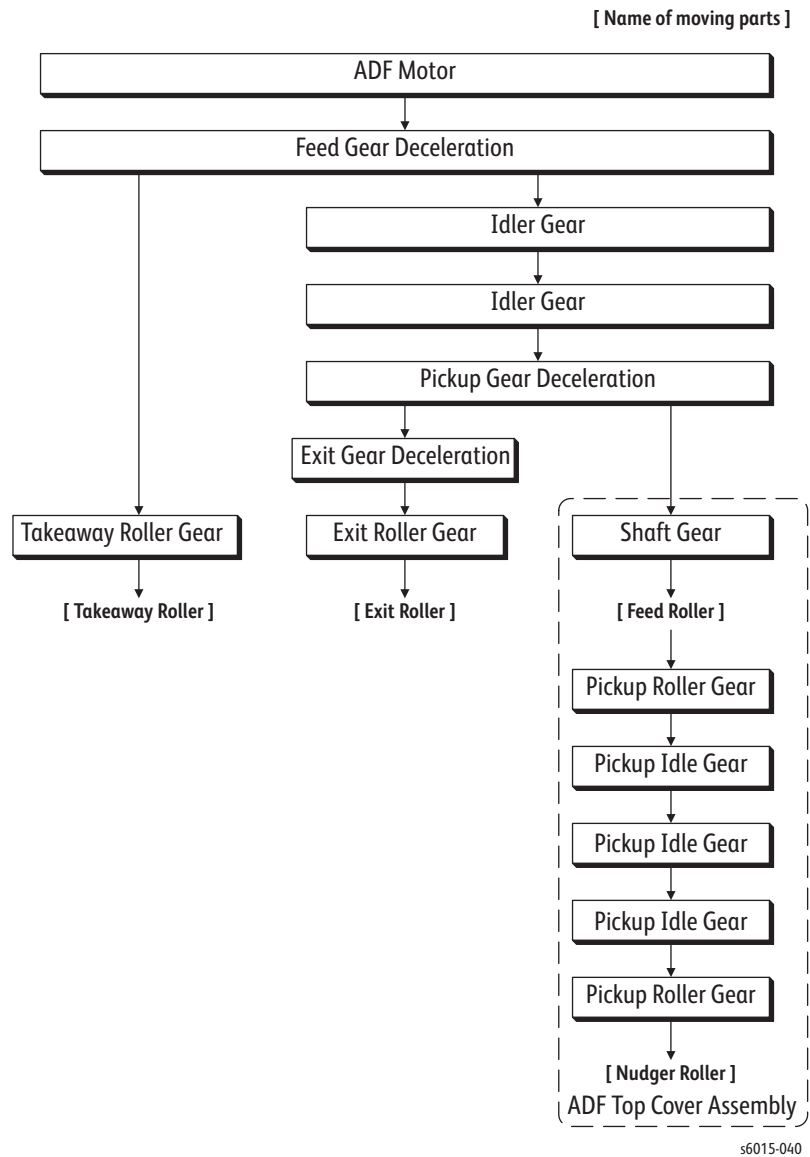 [ Name of moving parts ]
ADF Motor
Feed Gear Deceleration
Idler Gear
Idler Gear
Pickup Gear Deceleration
Exit Gear Deceleration
Takeaway Roller Gear
Exit Roller Gear
Shaft Gear
[ Takeaway Roller ]
[ Exit Roller ]
[ Feed Roller ]
Pickup Roller Gear
Pickup Idle Gear
Pickup Idle Gear
Pickup Idle Gear
Pickup Roller Gear
[ Nudger Roller ]
ADF Top Cover Assembly
s6015-040